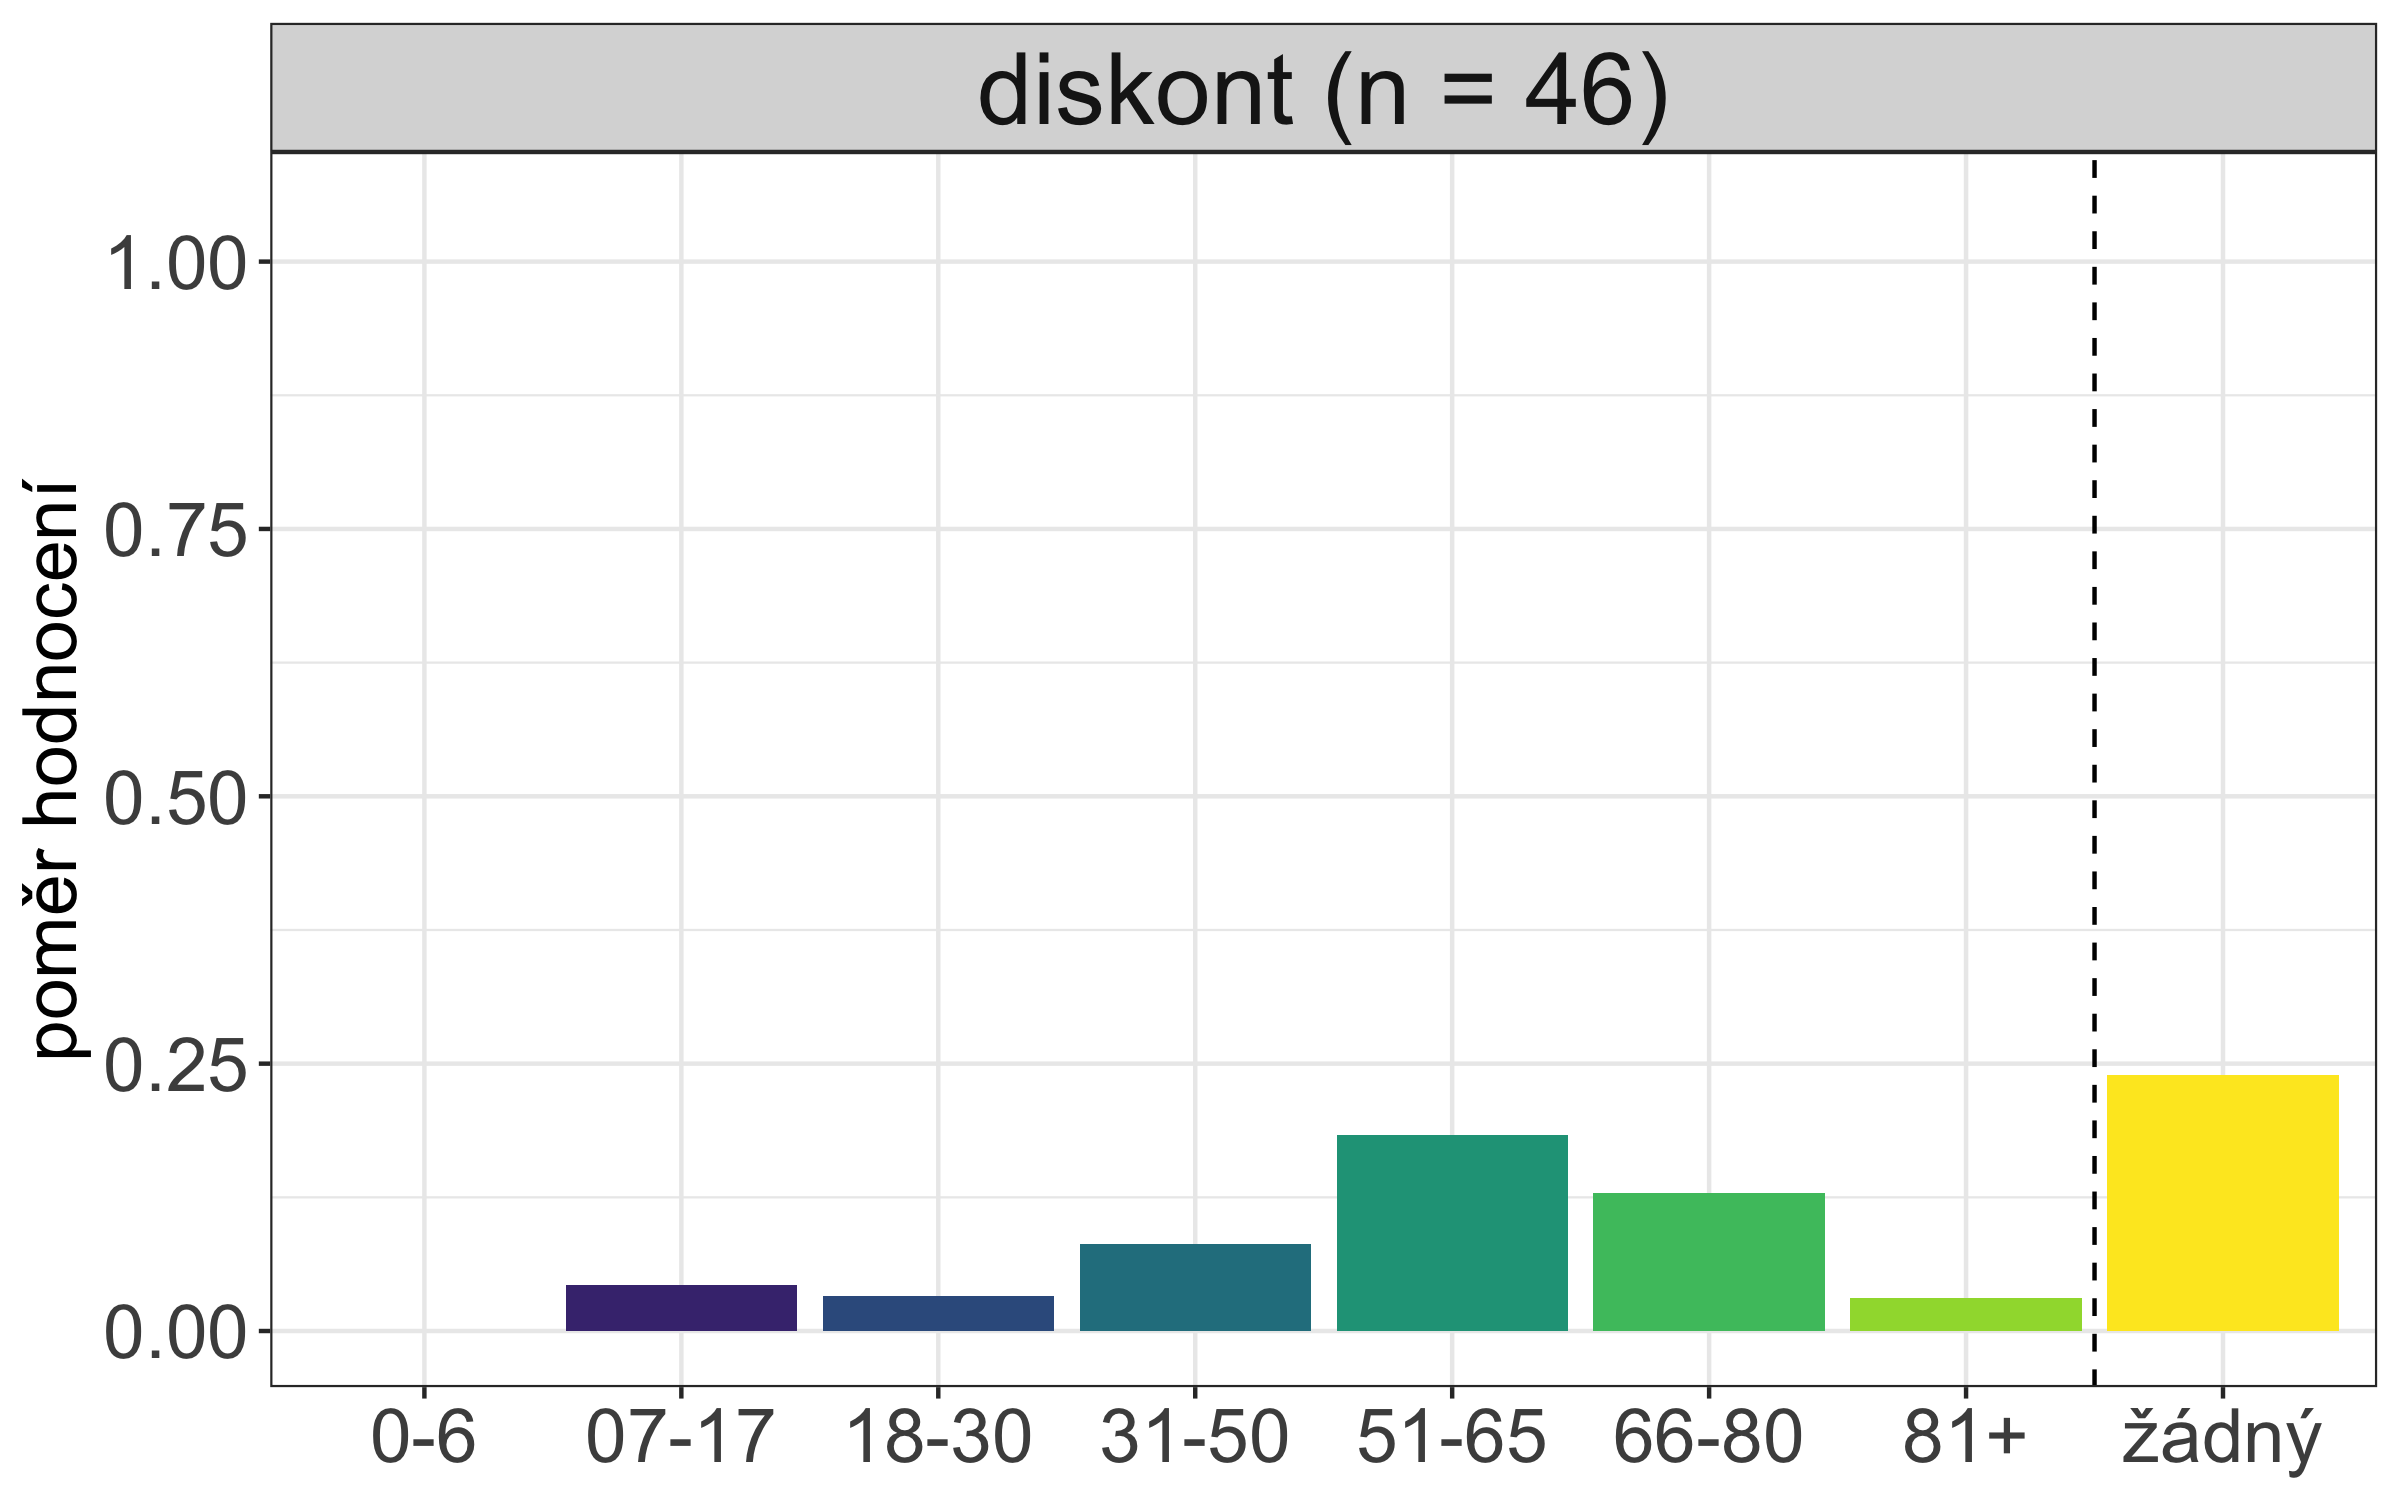 diskont (n = 46)
poměr hodnocení
1.00
0.75
0.50
0.25
0.00
0-6 07-17 18-30 31-50 51-65 66-80 81+ žádný